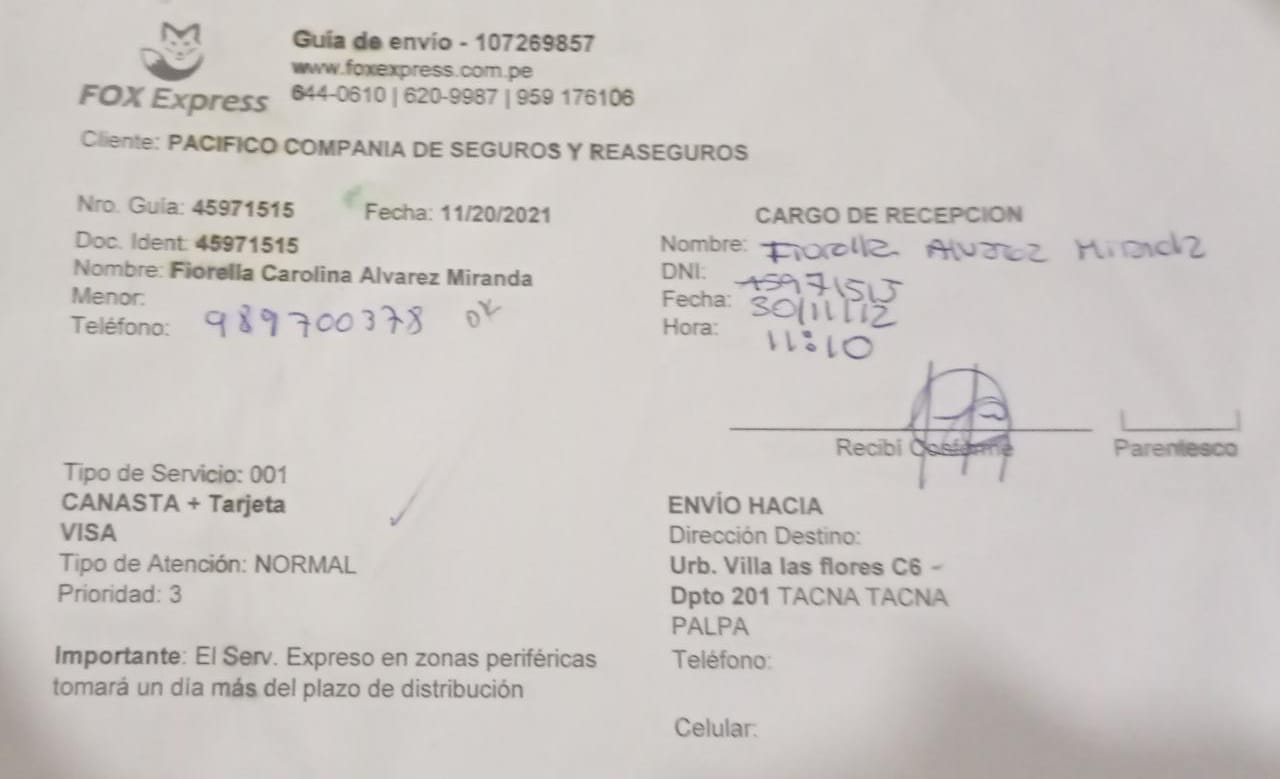 FOX Express
Guía de envío - 107269857
www.foxexpress.com.pe
644-0610 | 620-9987 | 959 176106
Cliente: PACIFICO COMPANIA DE SEGUROS Y REASEGUROS
Nro. Guía: 45971515 Fecha: 11/20/2021
Doc. Ident: 45971515
Nombre: Fiorella Carolina Alvarez Miranda
Menor:
Teléfono: 989700378 OK
CARGO DE RECEPCION
Nombre: Fiorella Alvarez Miranda
DNI: 45971515
Fecha: 30/11/12
Hora: 11:10
Recibi Conforme
Parentesco
Tipo de Servicio: 001
CANASTA + Tarjeta
VISA
Tipo de Atención: NORMAL
Prioridad: 3
Importante: El Serv. Expreso en zonas periféricas
tomará un día más del plazo de distribución
ENVÍO HACIA
Dirección Destino:
Urb. Villa las flores C6 -
Dpto 201 TACNA TACNA
PALPA
Teléfono:
Celular: